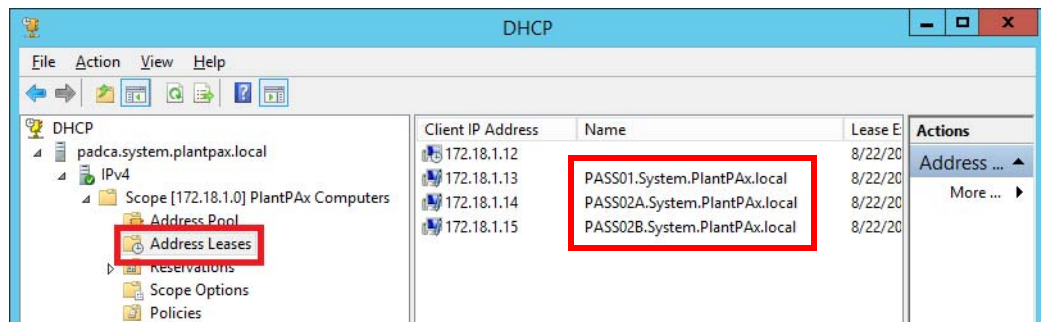 DHCP
File Action View Help
DHCP
padca.system.plantpax.local
IPv4
Scope [172.18.1.0] PlantPAx Computers
Address Pool
Address Leases
Reservations
Scope Options
Policies
Client IP Address Name Lease E
172.18.1.12 8/22/20
172.18.1.13 PASS01.System.PlantPAx.local 8/22/20
172.18.1.14 PASS02A.System.PlantPAx.local 8/22/20
172.18.1.15 PASS02B.System.PlantPAx.local 8/22/20
Actions
Address ...
More ...